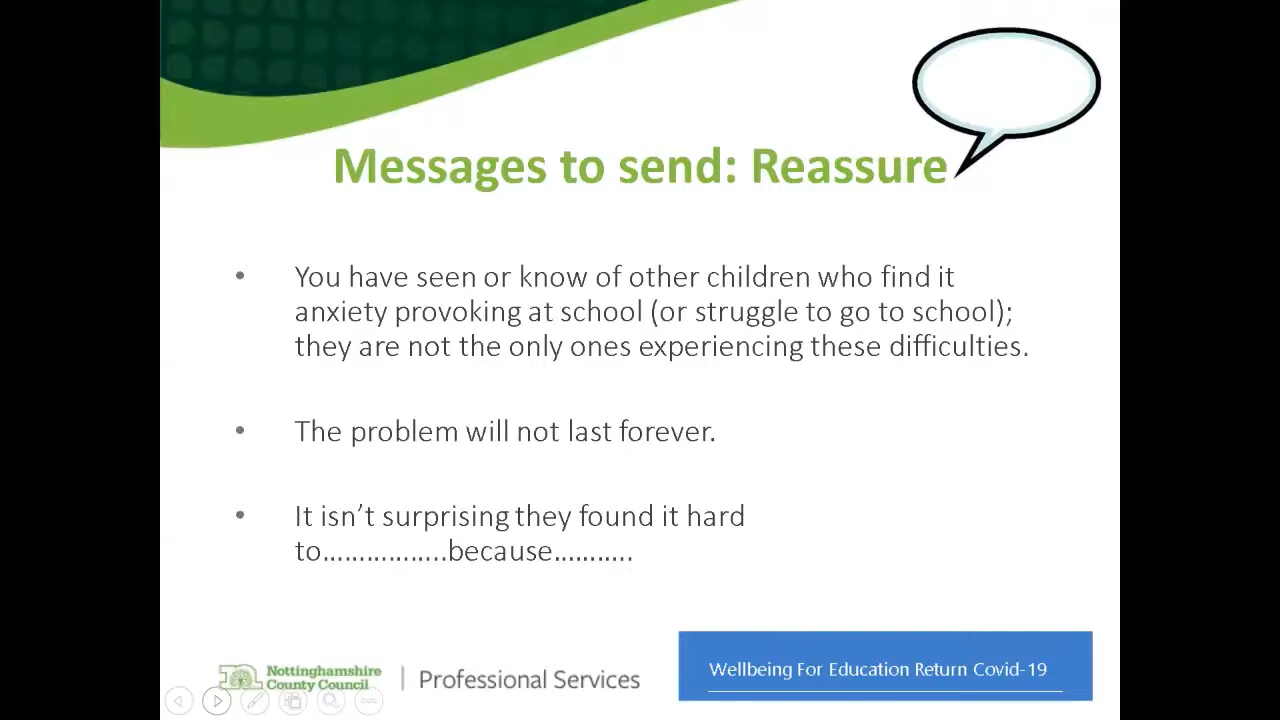 Messages to send: Reassure
• You have seen or know of other children who find it
anxiety provoking at school (or struggle to go to school);
they are not the only ones experiencing these difficulties.
• The problem will not last forever.
• It isn’t surprising they found it hard
to……………..because………..
Nottinghamshire
County Council
Professional Services
Wellbeing For Education Return Covid-19